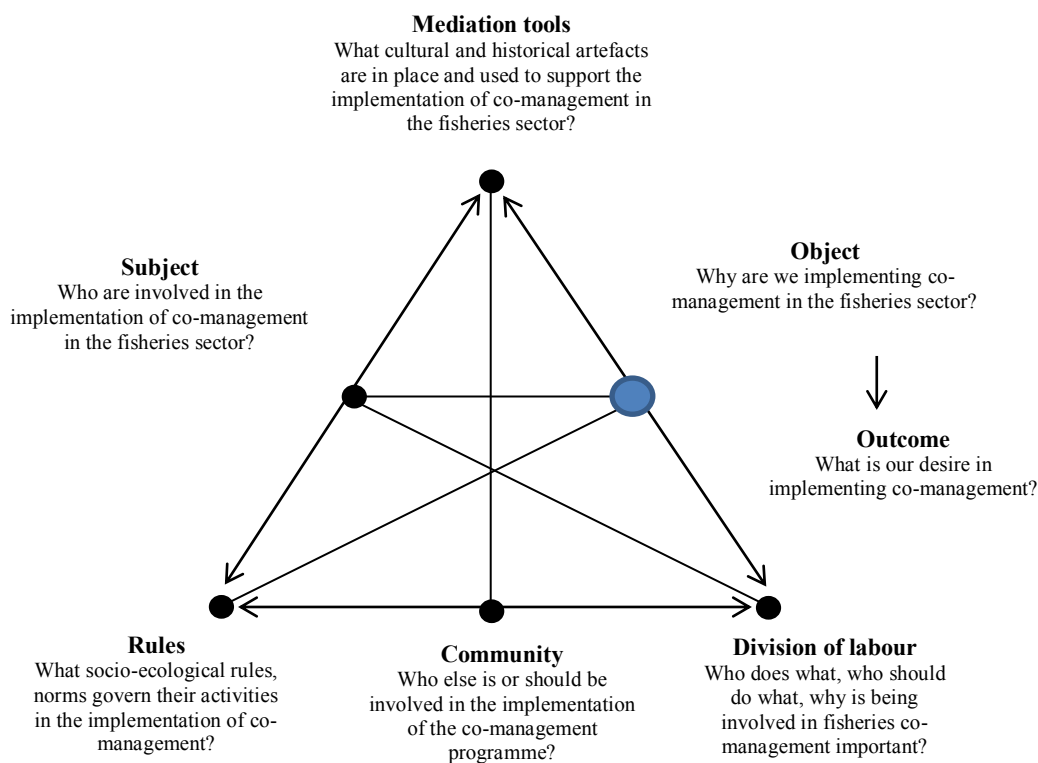 Mediation tools
What cultural and historical artefacts
are in place and used to support the
implementation of co-management in
the fisheries sector?
Subject
Who are involved in the
implementation of co-management
in the fisheries sector?
Object
Why are we implementing co-
management in the fisheries sector?
Outcome
What is our desire in
implementing co-management?
Rules
What socio-ecological rules,
norms govern their activities
in the implementation of co-
management?
Community
Who else is or should be
involved in the implementation
of the co-management
programme?
Division of labour
Who does what, who should
do what, why is being
involved in fisheries co-
management important?